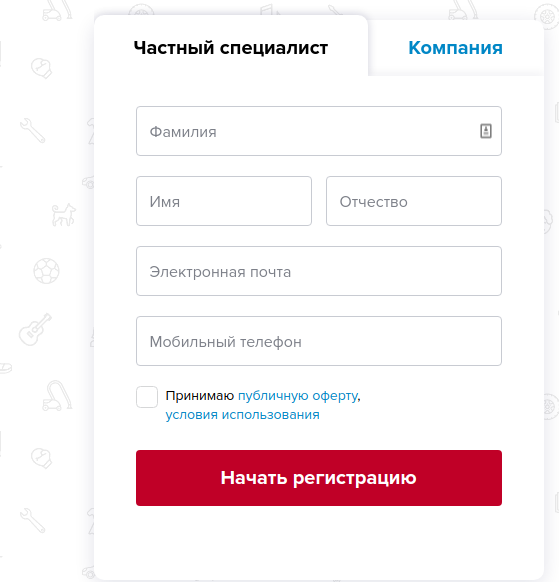 Частный специалист
Компания
Фамилия
Имя
Отчество
Электронная почта
Мобильный телефон
Принимаю публичную оферту,
условия использования
Начать регистрацию